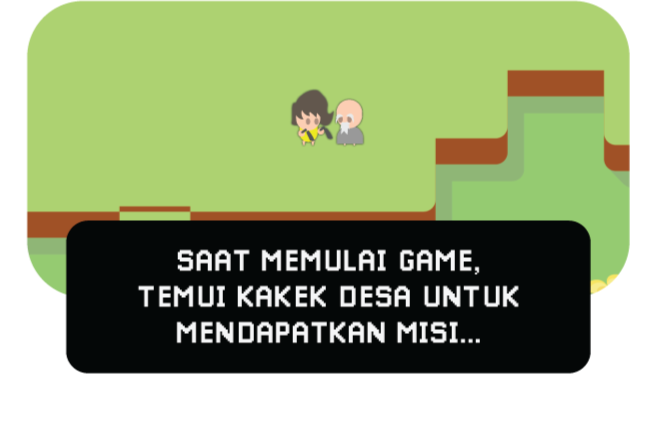 SAAT MEMULAI GAME,
TEMUI KAKEK DESA UNTUK
MENDAPATKAN MISI...